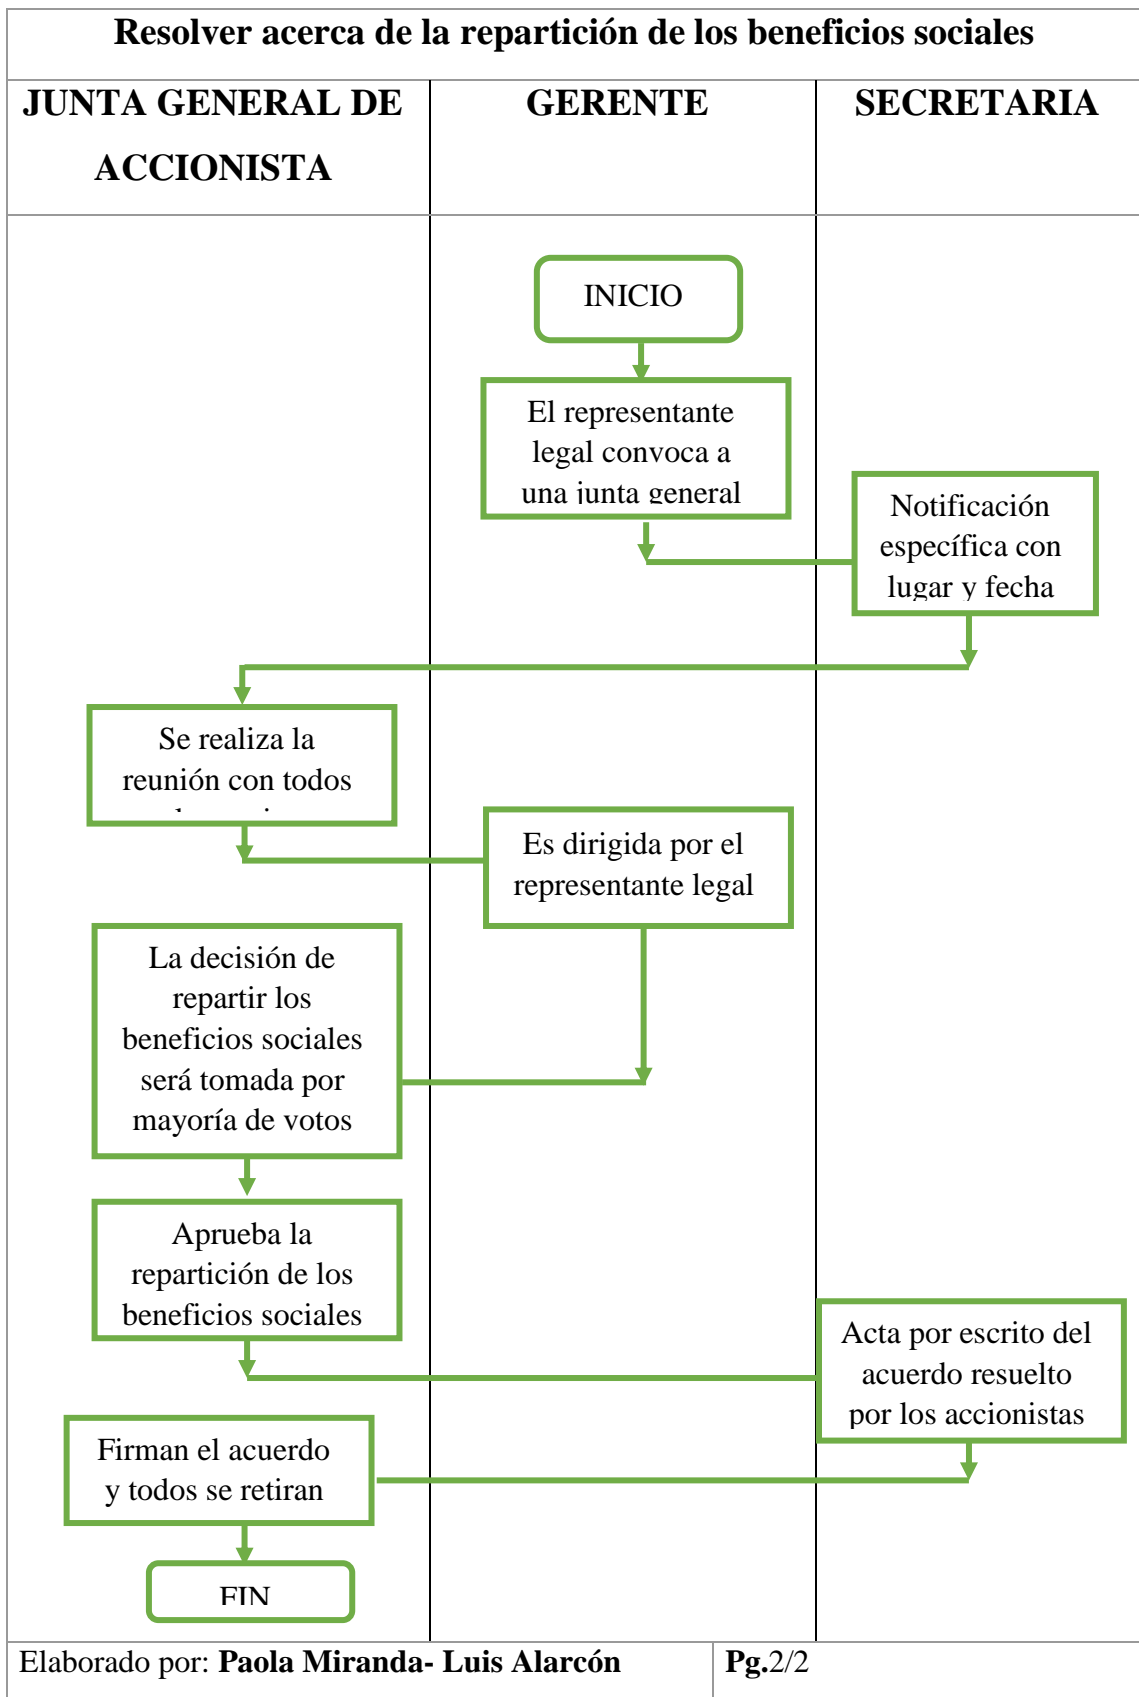 Resolver acerca de la repartición de los beneficios sociales
JUNTA GENERAL DE
ACCIONISTA
GERENTE
SECRETARIA
INICIO
El representante
legal convoca a
una junta general
Notificación
específica con
lugar y fecha
Se realiza la
reunión con todos
Es dirigida por el
representante legal
La decisión de
repartir los
beneficios sociales
será tomada por
mayoría de votos
Aprueba la
repartición de los
beneficios sociales
Acta por escrito del
acuerdo resuelto
por los accionistas
Firman el acuerdo
y todos se retiran
FIN
Elaborado por: Paola Miranda- Luis Alarcón
Pg.2/2